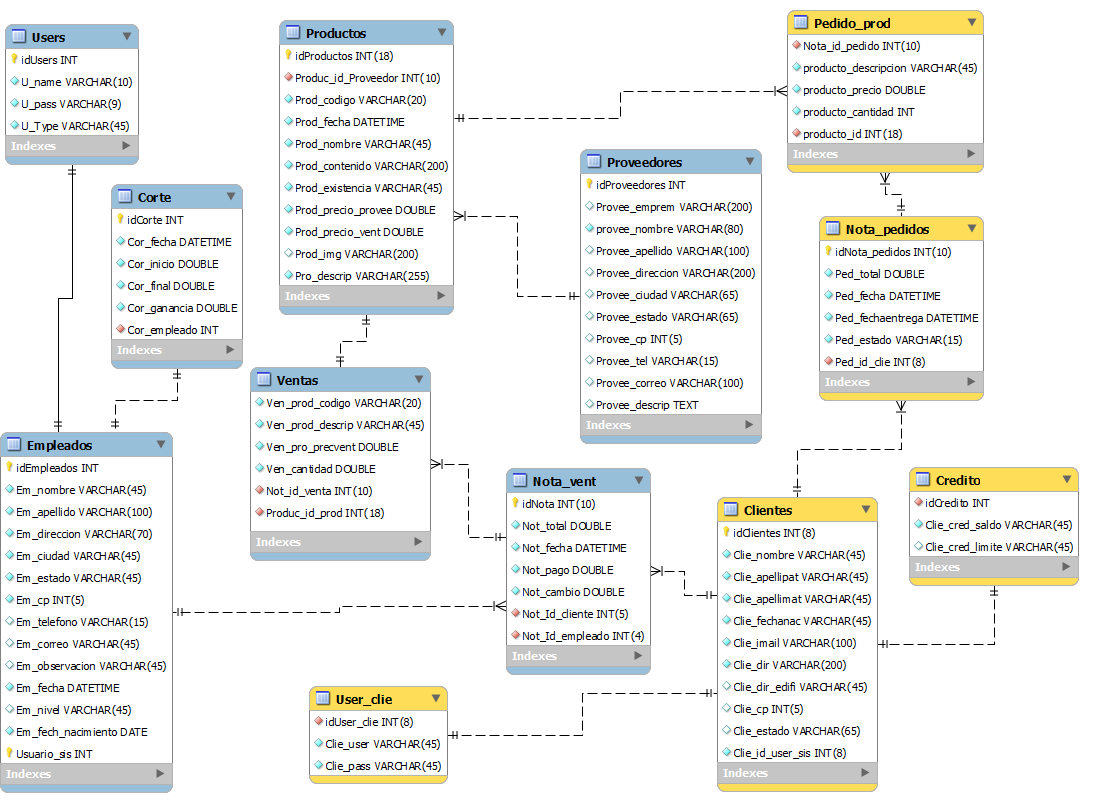 Users
idUsers INT
U_name VARCHAR(10)
U_pass VARCHAR(9)
U_Type VARCHAR(45)
Indexes
Corte
idCorte INT
Cor_fecha DATETIME
Cor_inicio DOUBLE
Cor_final DOUBLE
Cor_ganancia DOUBLE
Cor_empleado INT
Indexes
Empleados
idEmpleados INT
Em_nombre VARCHAR(45)
Em_apellido VARCHAR(100)
Em_direccion VARCHAR(70)
Em_ciudad VARCHAR(45)
Em_estado VARCHAR(45)
Em_cp INT(5)
Em_telefono VARCHAR(15)
Em_correo VARCHAR(45)
Em_observacion VARCHAR(45)
Em_fecha DATETIME
Em_nivel VARCHAR(45)
Em_fech_nacimiento DATE
Usuario_sis INT
Indexes
Productos
idProductos INT(18)
Produc_id_Proveedor INT(10)
Prod_codigo VARCHAR(20)
Prod_fecha DATETIME
Prod_nombre VARCHAR(45)
Prod_contenido VARCHAR(200)
Prod_existencia VARCHAR(45)
Prod_precio_provee DOUBLE
Prod_precio_vent DOUBLE
Prod_img VARCHAR(200)
Pro_descrip VARCHAR(255)
Indexes
Ventas
Ven_prod_codigo VARCHAR(20)
Ven_prod_descrip VARCHAR(45)
Ven_pro_precvent DOUBLE
Ven_cantidad DOUBLE
Not_id_venta INT(10)
Produc_id_prod INT(18)
Indexes
User_clie
idUser_clie INT(8)
Clie_user VARCHAR(45)
Clie_pass VARCHAR(45)
Nota_vent
idNota INT(10)
Not_total DOUBLE
Not_fecha DATETIME
Not_pago DOUBLE
Not_cambio DOUBLE
Not_Id_cliente INT(5)
Not_Id_empleado INT(4)
Indexes
Proveedores
idProveedores INT
Provee_emprem VARCHAR(200)
provee_nombre VARCHAR(80)
Provee_apellido VARCHAR(100)
Provee_direccion VARCHAR(200)
Provee_ciudad VARCHAR(65)
Provee_estado VARCHAR(65)
Provee_cp INT(5)
Provee_tel VARCHAR(15)
Provee_correo VARCHAR(100)
Provee_descrip TEXT
Indexes
Pedido_prod
Nota_id_pedido INT(10)
producto_descripcion VARCHAR(45)
producto_precio DOUBLE
producto_cantidad INT
producto_id INT(18)
Indexes
Nota_pedidos
idNota_pedidos INT(10)
Ped_total DOUBLE
Ped_fecha DATETIME
Ped_fechaentrega DATETIME
Ped_estado VARCHAR(15)
Ped_id_clie INT(8)
Indexes
Clientes
idClientes INT(8)
Clie_nombre VARCHAR(45)
Clie_apellipat VARCHAR(45)
Clie_apellimat VARCHAR(45)
Clie_fechanac VARCHAR(45)
Clie_imail VARCHAR(100)
Clie_dir VARCHAR(200)
Clie_dir_edifi VARCHAR(45)
Clie_cp INT(5)
Clie_estado VARCHAR(65)
Clie_id_user_sis INT(8)
Indexes
Credito
idCredito INT
Clie_cred_saldo VARCHAR(45)
Clie_cred_limite VARCHAR(45)
Indexes